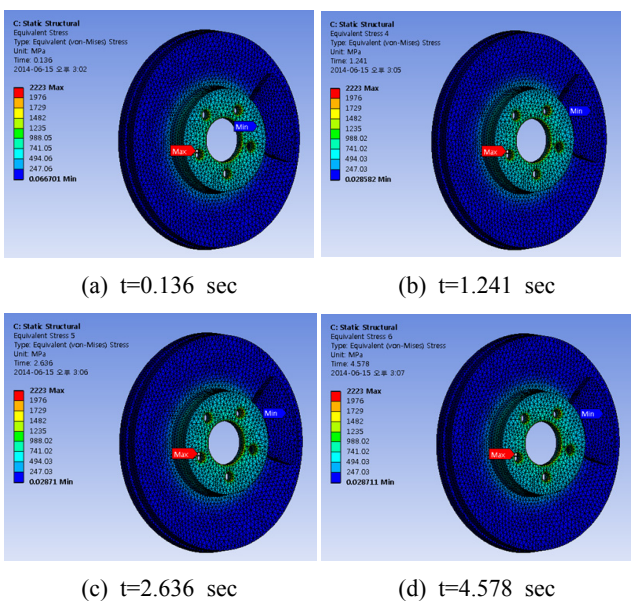 C: Static Structural
Equivalent Stress
Type: Equivalent (von-Mises) Stress
Unit: MPa
Time: 0.136
2014-06-15 오후 3:02
2223 Max
1976
1729
1482
1235
988.05
741.05
494.06
247.06
0.066701 Min
Min
Max
(a) t=0.136 sec
C: Static Structural
Equivalent Stress 4
Type: Equivalent (von-Mises) Stress
Unit: MPa
Time: 1.241
2014-06-15 오후 3:05
2223 Max
1976
1729
1482
1235
988.02
741.02
494.03
247.03
0.028582 Min
Min
Max
(b) t=1.241 sec
C: Static Structural
Equivalent Stress 5
Type: Equivalent (von-Mises) Stress
Unit: MPa
Time: 2.636
2014-06-15 오후 3:06
2223 Max
1976
1729
1482
1235
988.02
741.02
494.03
247.03
0.02871 Min
Min
Max
(c) t=2.636 sec
C: Static Structural
Equivalent Stress 6
Type: Equivalent (von-Mises) Stress
Unit: MPa
Time: 4.578
2014-06-15 오후 3:07
2223 Max
1976
1729
1482
1235
988.02
741.02
494.03
247.03
0.028711 Min
Min
Max
(d) t=4.578 sec